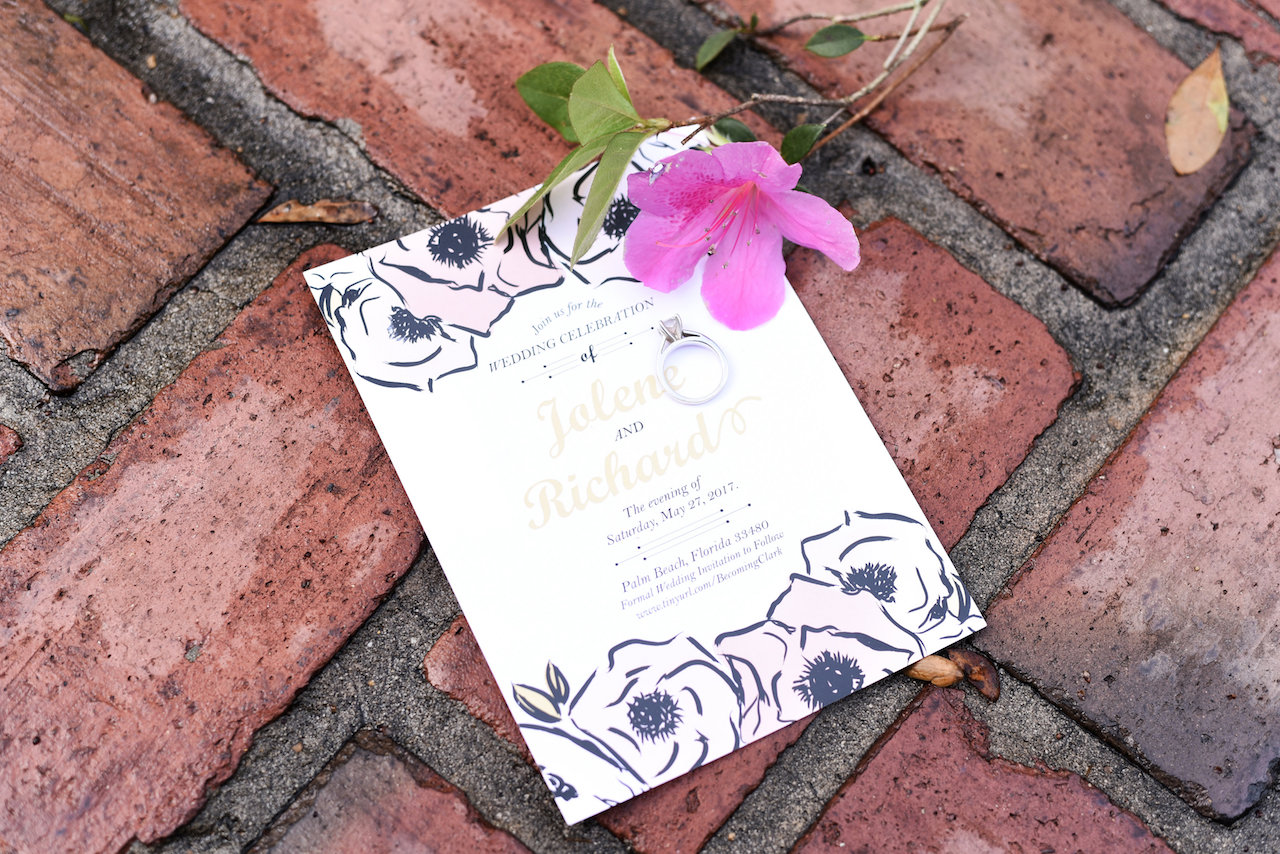 Join us for the
WEDDING CELEBRATION
of
Jolene
AND
Richard
The evening of
Saturday, May 27, 2017.
Palm Beach, Florida 33480
Formal Wedding Invitation to Follow
www.tinyurl.com/BecomingClark